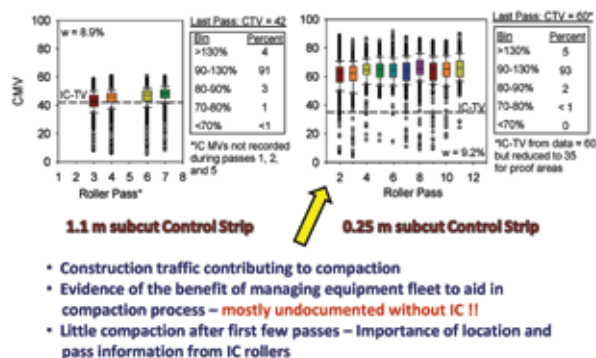 Last Pass: CTV = 42
Bin Percent
>130% 4
90-130% 91
80-90% 3
70-80% 1
<70% <1
*IC MVs not recorded
during passes 1, 2,
and 5
w = 8.9%
CMV
IC-TV
100
80
60
40
20
0
1 2 3 4 5 6 7 8
Roller Pass*
1.1 m subcut Control Strip
Last Pass: CTV = 60*
Bin Percent
>130% 5
90-130% 93
80-90% 2
70-80% < 1
<70% 0
*IC-TV from data = 60
but reduced to 35
for proof areas
100
80
60
40
20
0
IC-TV
w = 9.2%
2 4 6 8 10 12
Roller Pass
0.25 m subcut Control Strip
• Construction traffic contributing to compaction
• Evidence of the benefit of managing equipment fleet to aid in
compaction process – mostly undocumented without IC !!
• Little compaction after first few passes – Importance of location and
pass information from IC rollers